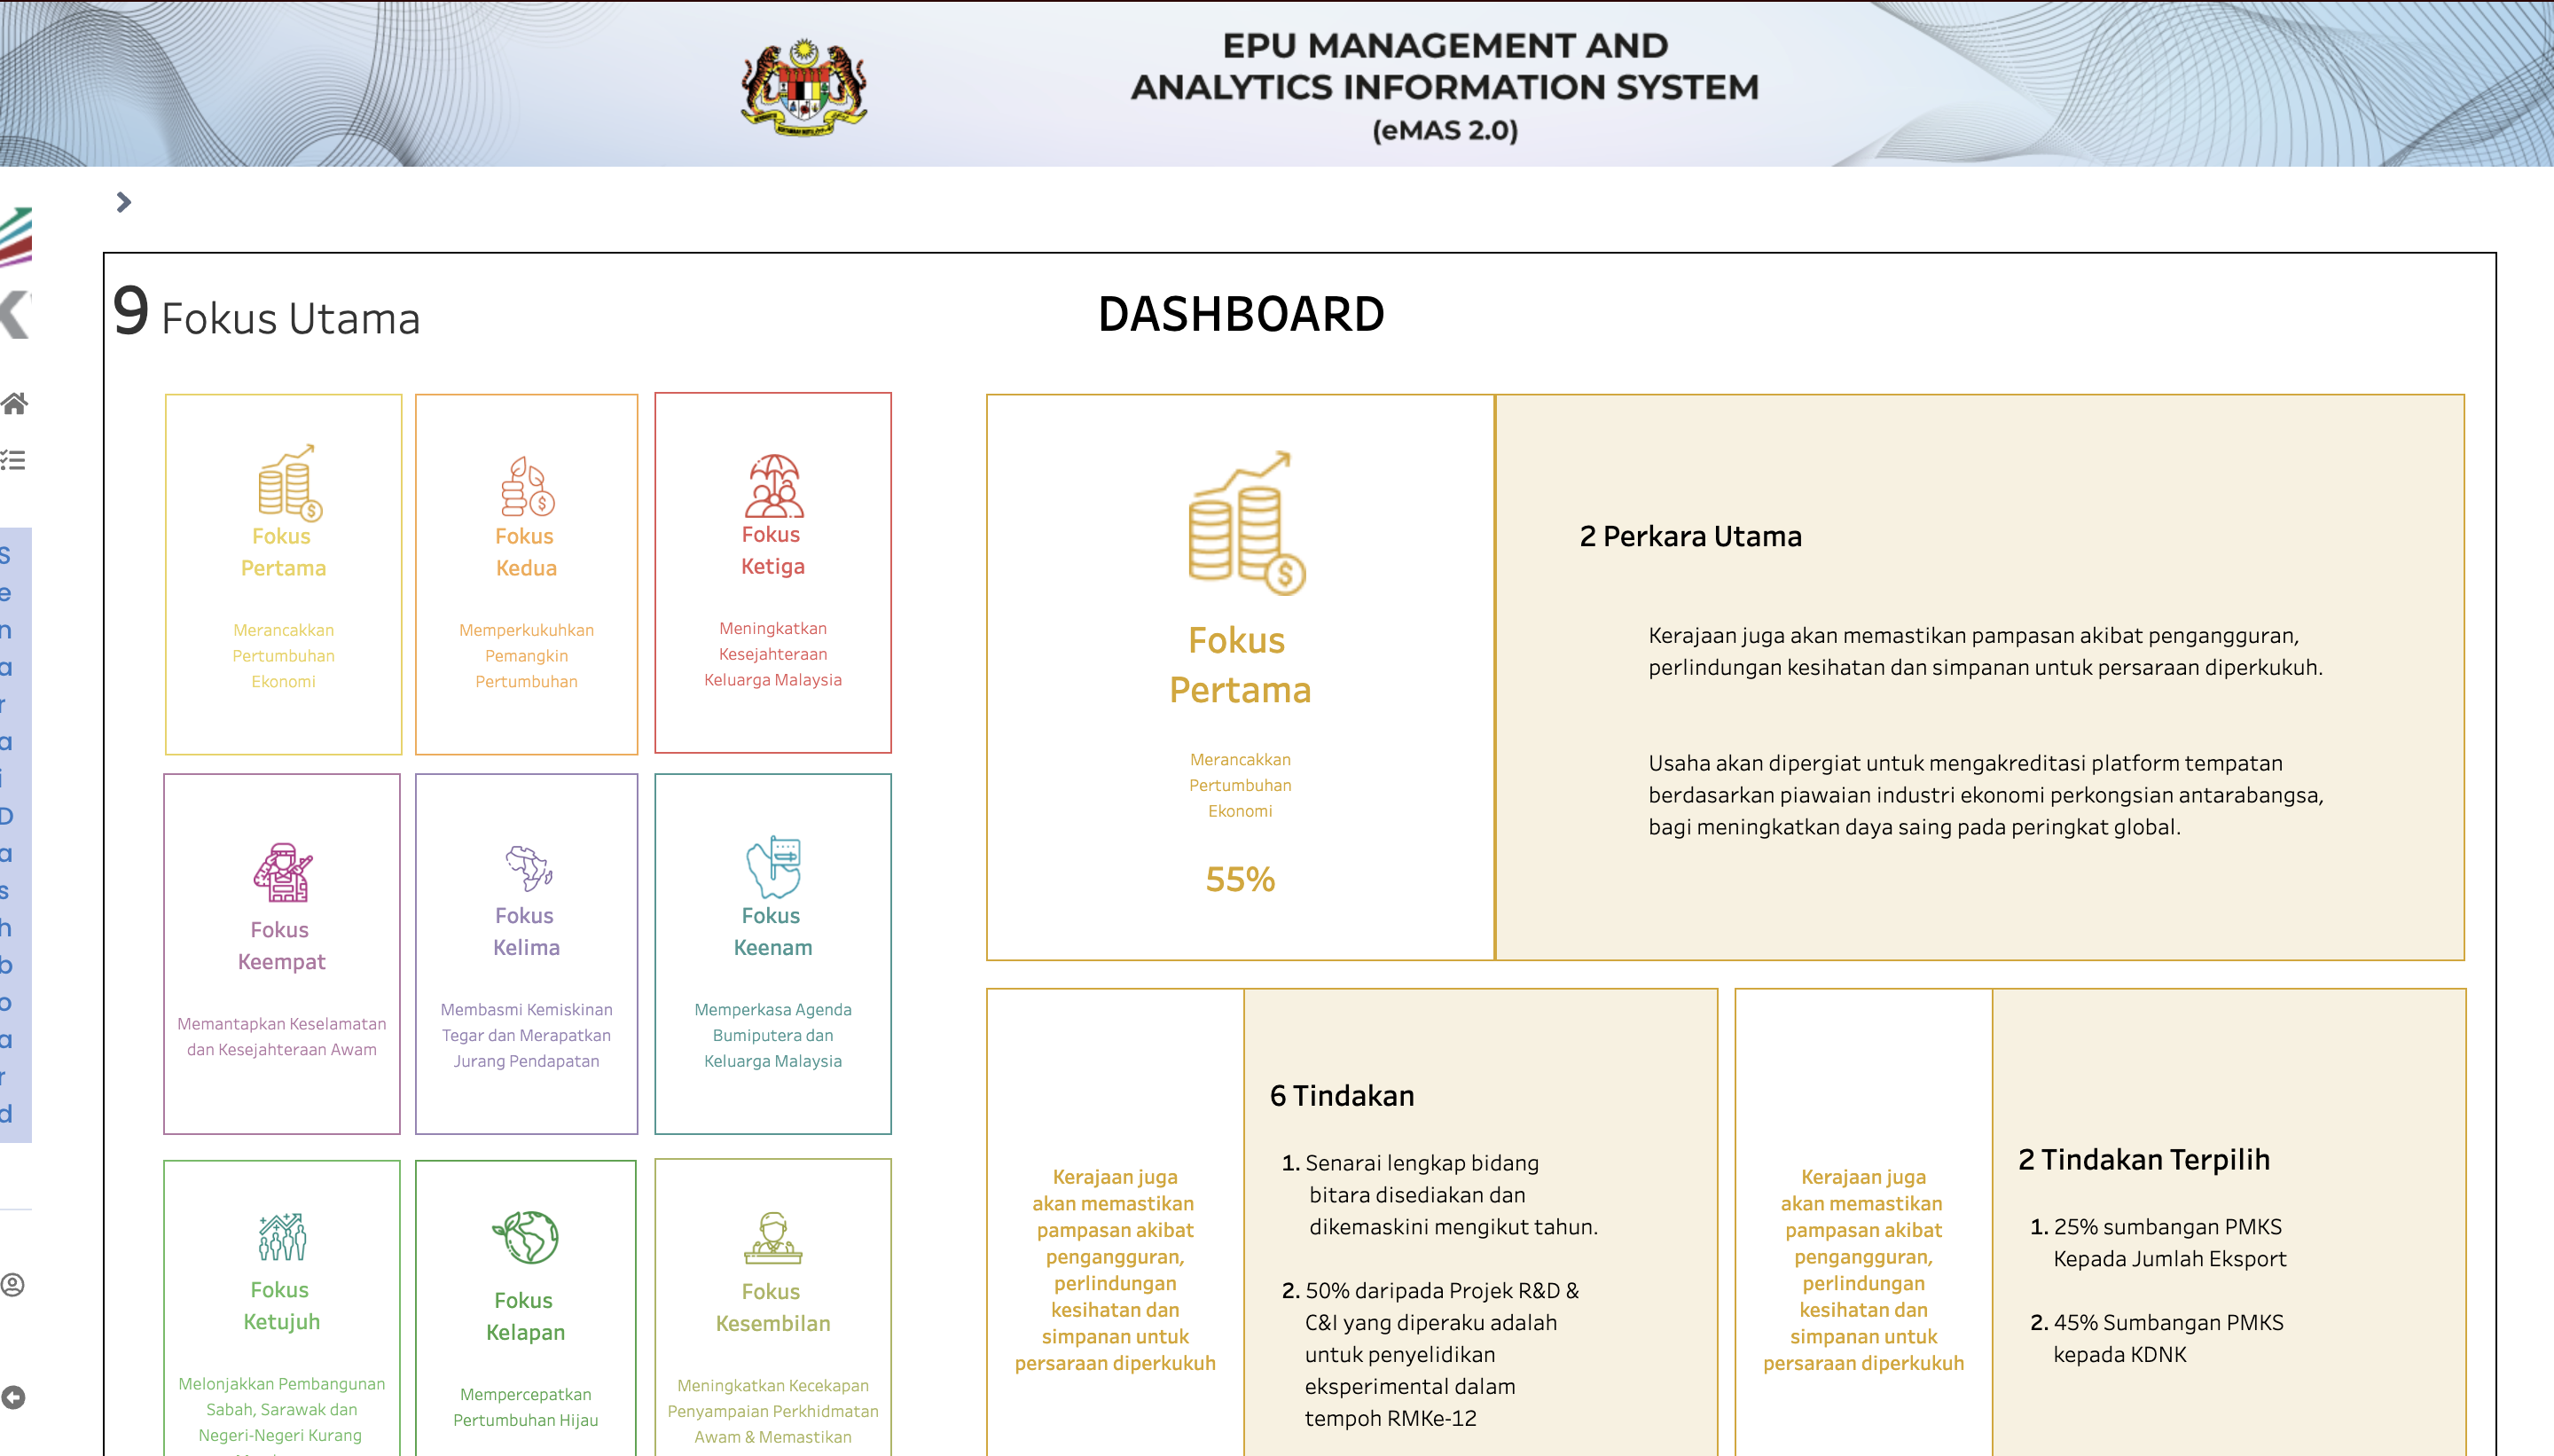 EPU MANAGEMENT AND
ANALYTICS INFORMATION SYSTEM
(eMAS 2.0)
S
e
n
a
r
a
i
D
a
s
h
b
o
a
r
d
9 Fokus Utama
DASHBOARD
Fokus
Pertama
Merancakkan
Pertumbuhan
Ekonomi
Fokus
Kedua
Memperkukuhkan
Pemangkin
Pertumbuhan
Fokus
Ketiga
Meningkatkan
Kesejahteraan
Keluarga Malaysia
Fokus
Keempat
Memantapkan Keselamatan
dan Kesejahteraan Awam
Fokus
Kelima
Membasmi Kemiskinan
Tegar dan Merapatkan
Jurang Pendapatan
Fokus
Keenam
Memperkasa Agenda
Bumiputera dan
Keluarga Malaysia
Fokus
Ketujuh
Melonjakkan Pembangunan
Sabah, Sarawak dan
Negeri-Negeri Kurang
Fokus
Kelapan
Mempercepatkan
Pertumbuhan Hijau
Fokus
Kesembilan
Meningkatkan Kecekapan
Penyampaian Perkhidmatan
Awam & Memastikan
Fokus
Pertama
Merancakkan
Pertumbuhan
Ekonomi
55%
2 Perkara Utama
Kerajaan juga akan memastikan pampasan akibat pengangguran,
perlindungan kesihatan dan simpanan untuk persaraan diperkukuh.
Usaha akan dipergiat untuk mengakreditasi platform tempatan
berdasarkan piawaian industri ekonomi perkongsian antarabangsa,
bagi meningkatkan daya saing pada peringkat global.
Kerajaan juga
akan memastikan
pampasan akibat
pengangguran,
perlindungan
kesihatan dan
simpanan untuk
persaraan diperkukuh
6 Tindakan
1. Senarai lengkap bidang
bitara disediakan dan
dikemaskini mengikut tahun.
2. 50% daripada Projek R&D &
C&I yang diperaku adalah
untuk penyelidikan
eksperimental dalam
tempoh RMKe-12
Kerajaan juga
akan memastikan
pampasan akibat
pengangguran,
perlindungan
kesihatan dan
simpanan untuk
persaraan diperkukuh
2 Tindakan Terpilih
1. 25% sumbangan PMKS
Kepada Jumlah Eksport
2. 45% Sumbangan PMKS
kepada KDNK